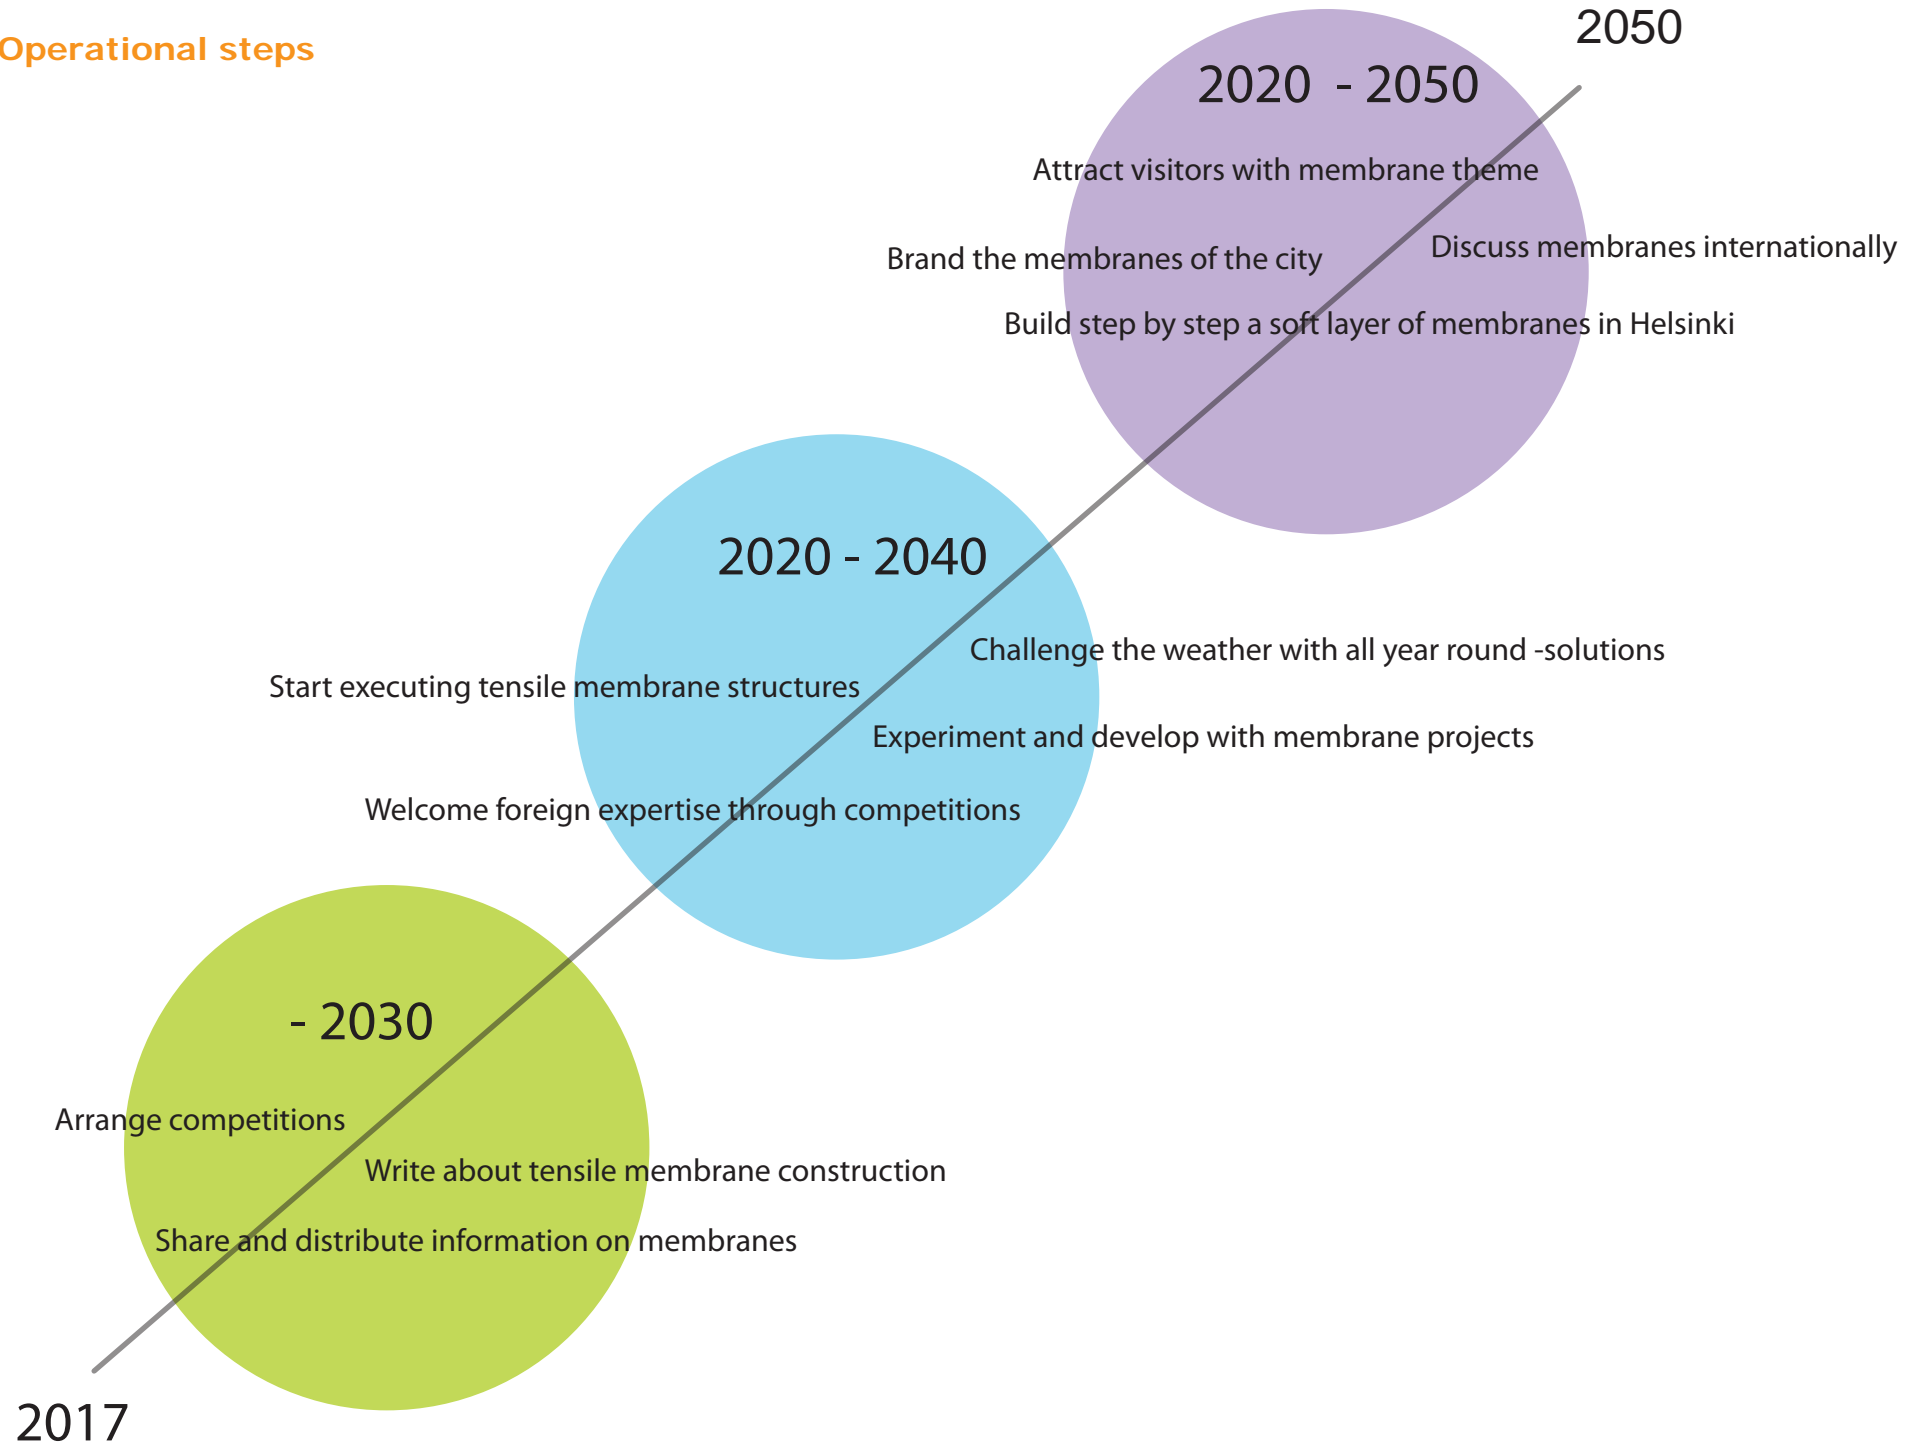 Operational steps
2050
2020 - 2050
Attract visitors with membrane theme
Discuss membranes internationally
Brand the membranes of the city
Build step by step a soft layer of membranes in Helsinki
2020 - 2040
Challenge the weather with all year round -solutions
Start executing tensile membrane structures
Experiment and develop with membrane projects
Welcome foreign expertise through competitions
- 2030
Arrange competitions
Write about tensile membrane construction
Share and distribute information on membranes
2017